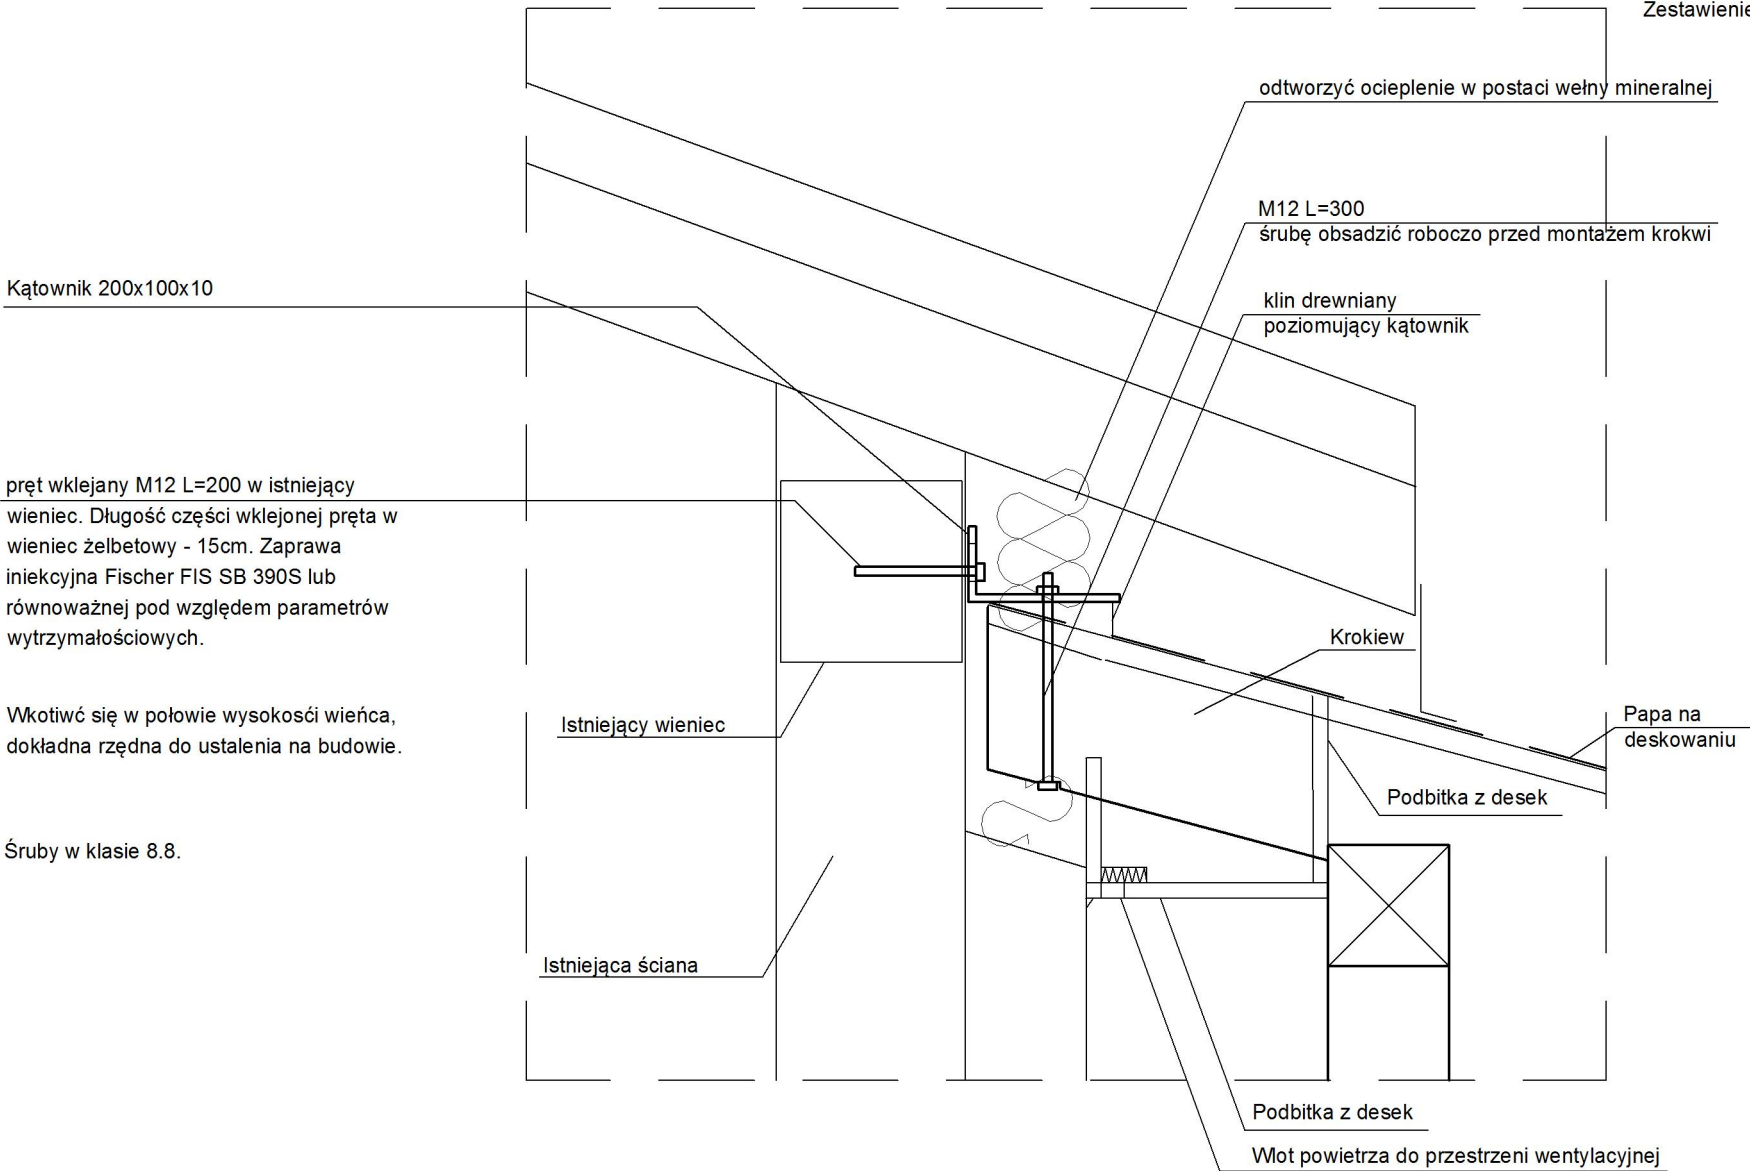 Zestawienie
odtworzyć ocieplenie w postaci wełny mineralnej
M12 L=300
śrubę obsadzić roboczo przed montażem krokwi
Kątownik 200x100x10
klin drewniany
poziomujący kątownik
pręt wklejany M12 L=200 w istniejący
wieniec. Długość części wklejonej pręta w
wieniec żelbetowy - 15cm. Zaprawa
iniekcyjna Fischer FIS SB 390S lub
równoważnej pod względem parametrów
wytrzymałościowych.
Krokiew
Wkotiwć się w połowie wysokosći wieńca,
dokładna rzędna do ustalenia na budowie.
Istniejący wieniec
Papa na
deskowaniu
Podbitka z desek
Śruby w klasie 8.8.
Istniejąca ściana
Podbitka z desek
Wlot powietrza do przestrzeni wentylacyjnej